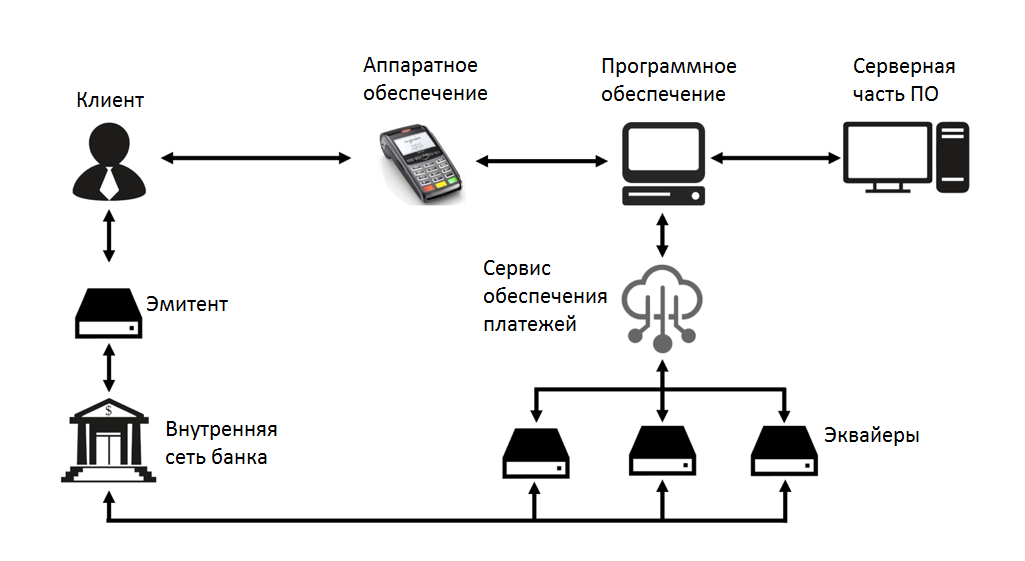 Клиент
Аппаратное
обеспечение
Программное
обеспечение
Серверная
часть ПО
Эмитент
Сервис
обеспечения
платежей
$
Внутренняя
сеть банка
Эквайеры